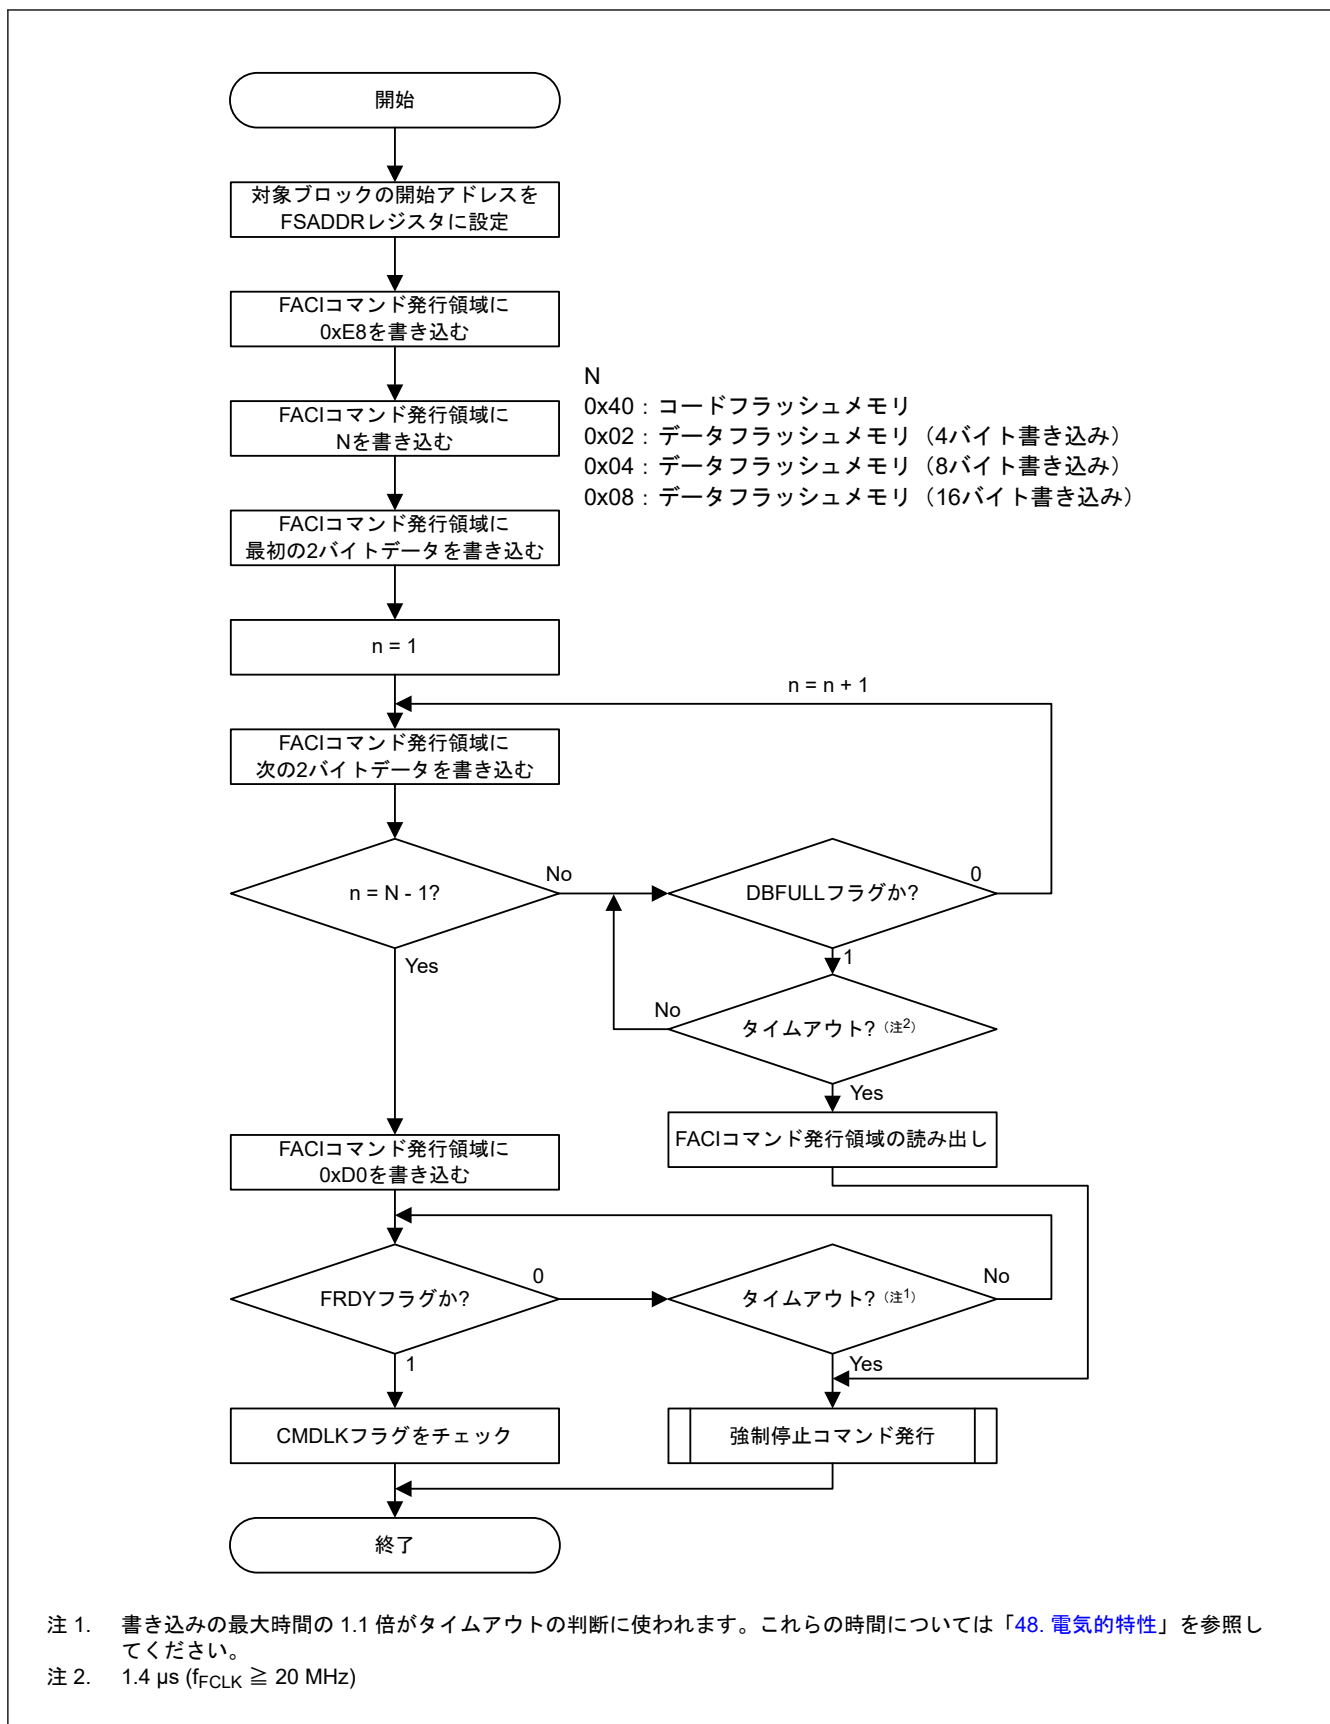 開始
対象ブロックの開始アドレスを
FSADDRレジスタに設定
FACIコマンド発行領域に
0xE8を書き込む
FACIコマンド発行領域に
Nを書き込む
N
0x40：コードフラッシュメモリ
0x02：データフラッシュメモリ（4バイト書き込み）
0x04：データフラッシュメモリ（8バイト書き込み）
0x08：データフラッシュメモリ（16バイト書き込み）
FACIコマンド発行領域に
最初の2バイトデータを書き込む
n = 1
n = n + 1
FACIコマンド発行領域に
次の2バイトデータを書き込む
n = N - 1?
No
DBFULLフラグか?
0
Yes
1
No
タイムアウト?（注2）
Yes
FACIコマンド発行領域の読み出し
FACIコマンド発行領域に
0xD0を書き込む
FRDYフラグか?
0
タイムアウト?（注1）
No
1
Yes
CMDLKフラグをチェック
強制停止コマンド発行
終了
注 1. 書き込みの最大時間の 1.1 倍がタイムアウトの判断に使われます。これらの時間については「48. 電気的特性」を参照し
てください。
注 2. 1.4 µs (fFCLK ≧ 20 MHz)